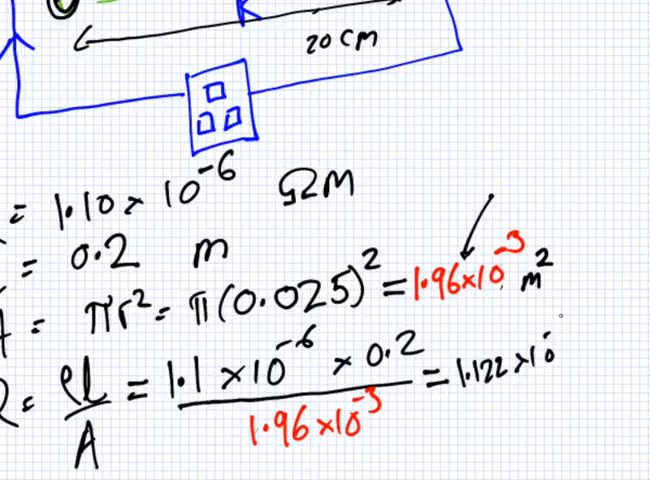 20 CM
= 1.10 × 10⁻⁶ ΩM
= 0.2 m
A = πr² = π(0.025)² = 1.96×10⁻³ m²
R = ρl/A = 1.1 × 10⁻⁶ × 0.2 / 1.96 × 10⁻³ = 1.122 × 10⁻